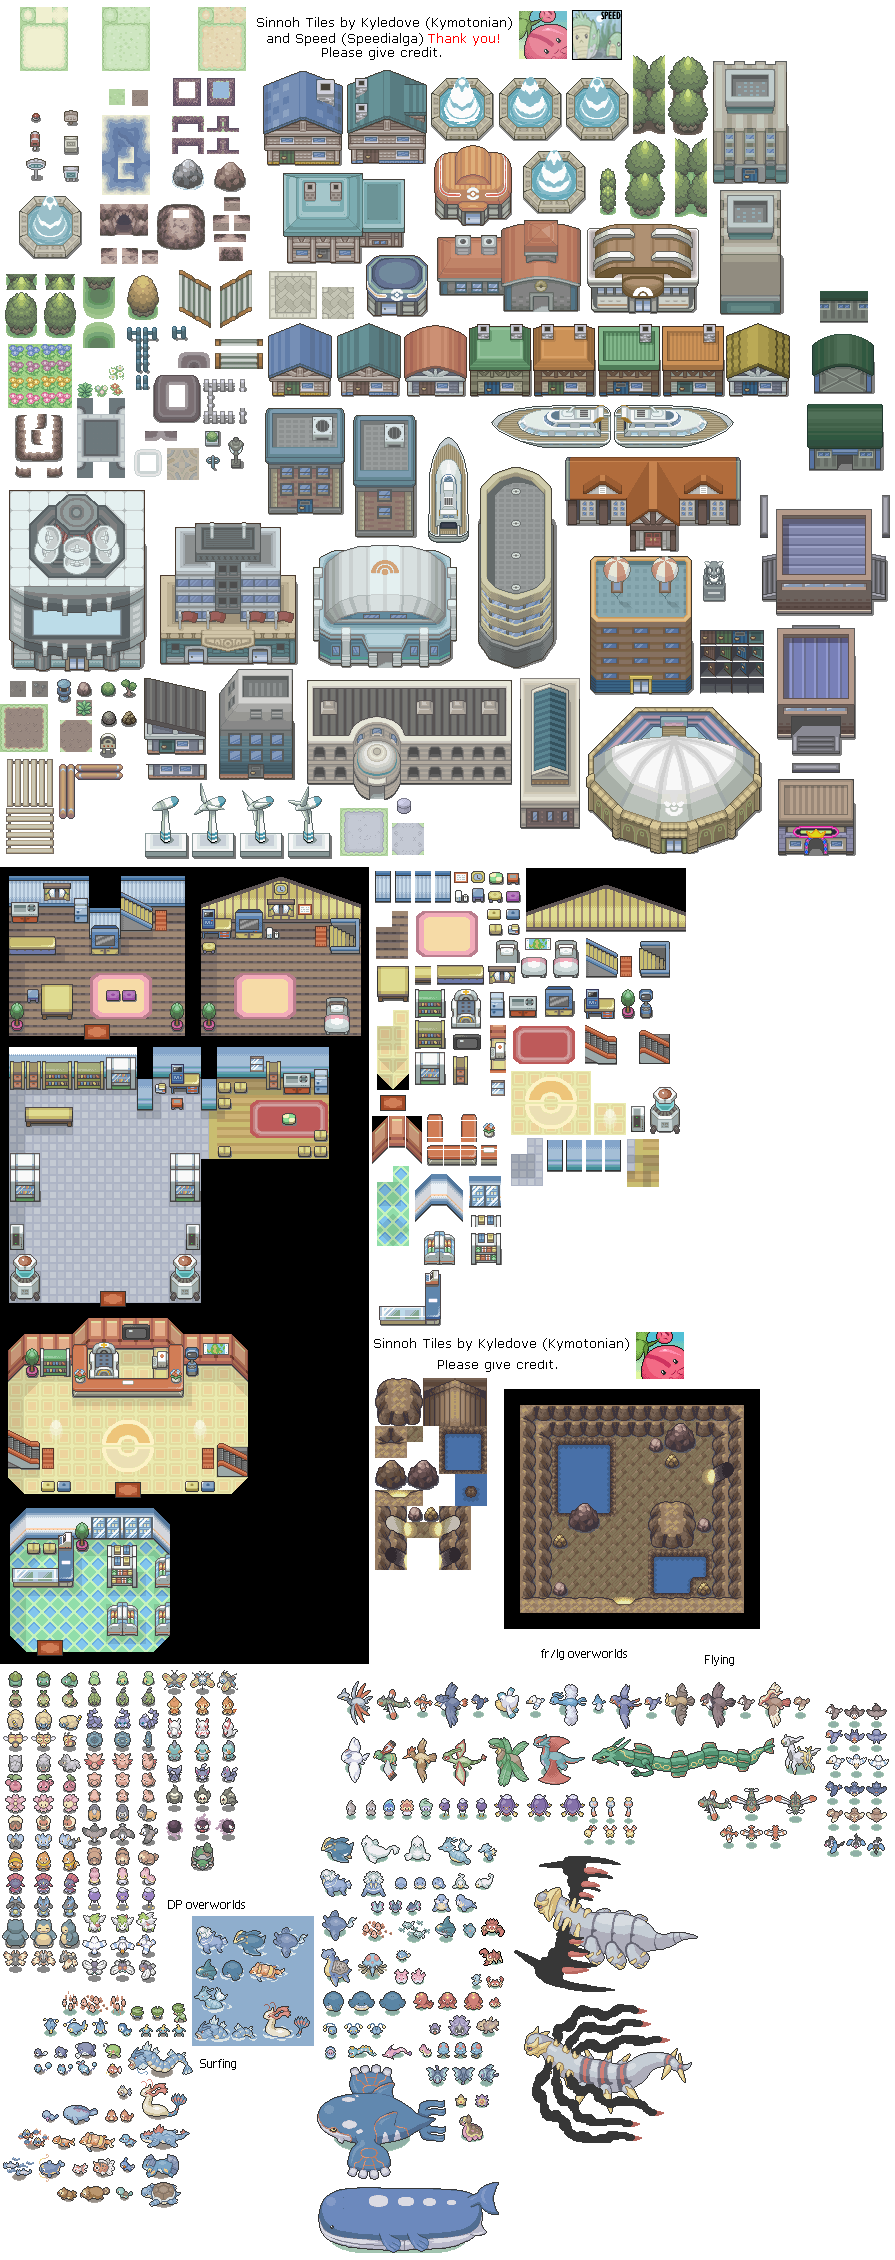 Sinnoh Tiles by Kyledove (Kymotonian)
and Speed (Speedialga) Thank you!
Please give credit.
SPEED
Sinnoh Tiles by Kyledove (Kymotonian)
Please give credit.
fr/lg overworlds
Flying
DP overworlds
Surfing